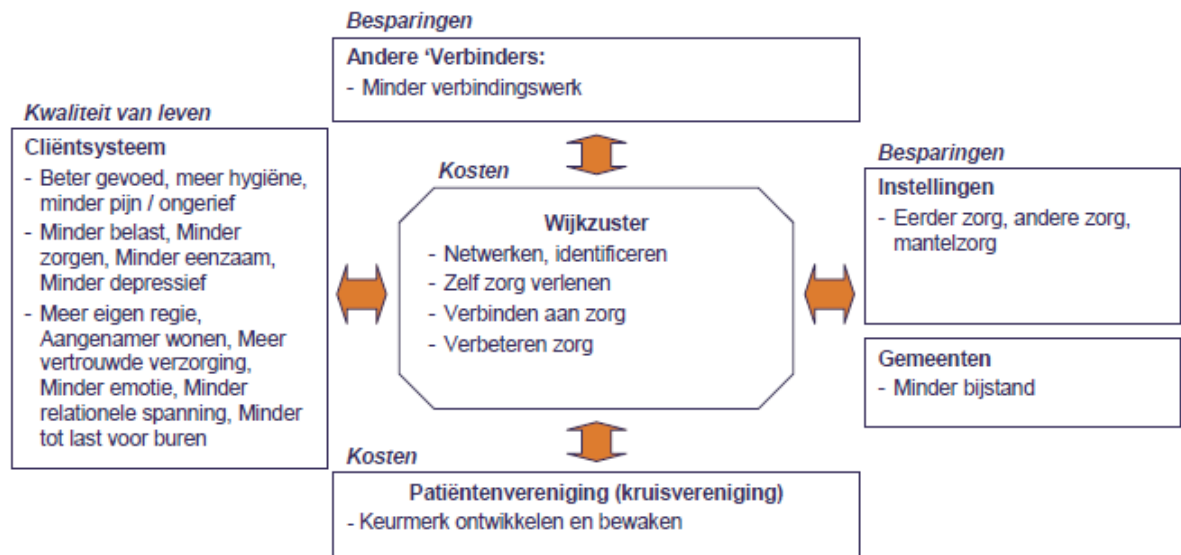 Besparingen
Andere ‘Verbinders:
- Minder verbindingswerk
Kwaliteit van leven
Cliëntsysteem
- Beter gevoed, meer hygiëne,
minder pijn / ongerief
- Minder belast, Minder
zorgen, Minder eenzaam,
Minder depressief
- Meer eigen regie,
Aangenamer wonen, Meer
vertrouwde verzorging,
Minder emotie, Minder
relationele spanning, Minder
tot last voor buren
Kosten
Wijkzuster
- Netwerken, identificeren
- Zelf zorg verlenen
- Verbinden aan zorg
- Verbeteren zorg
Besparingen
Instellingen
- Eerder zorg, andere zorg,
mantelzorg
Gemeenten
- Minder bijstand
Kosten
Patiëntenvereniging (kruisvereniging)
- Keurmerk ontwikkelen en bewaken